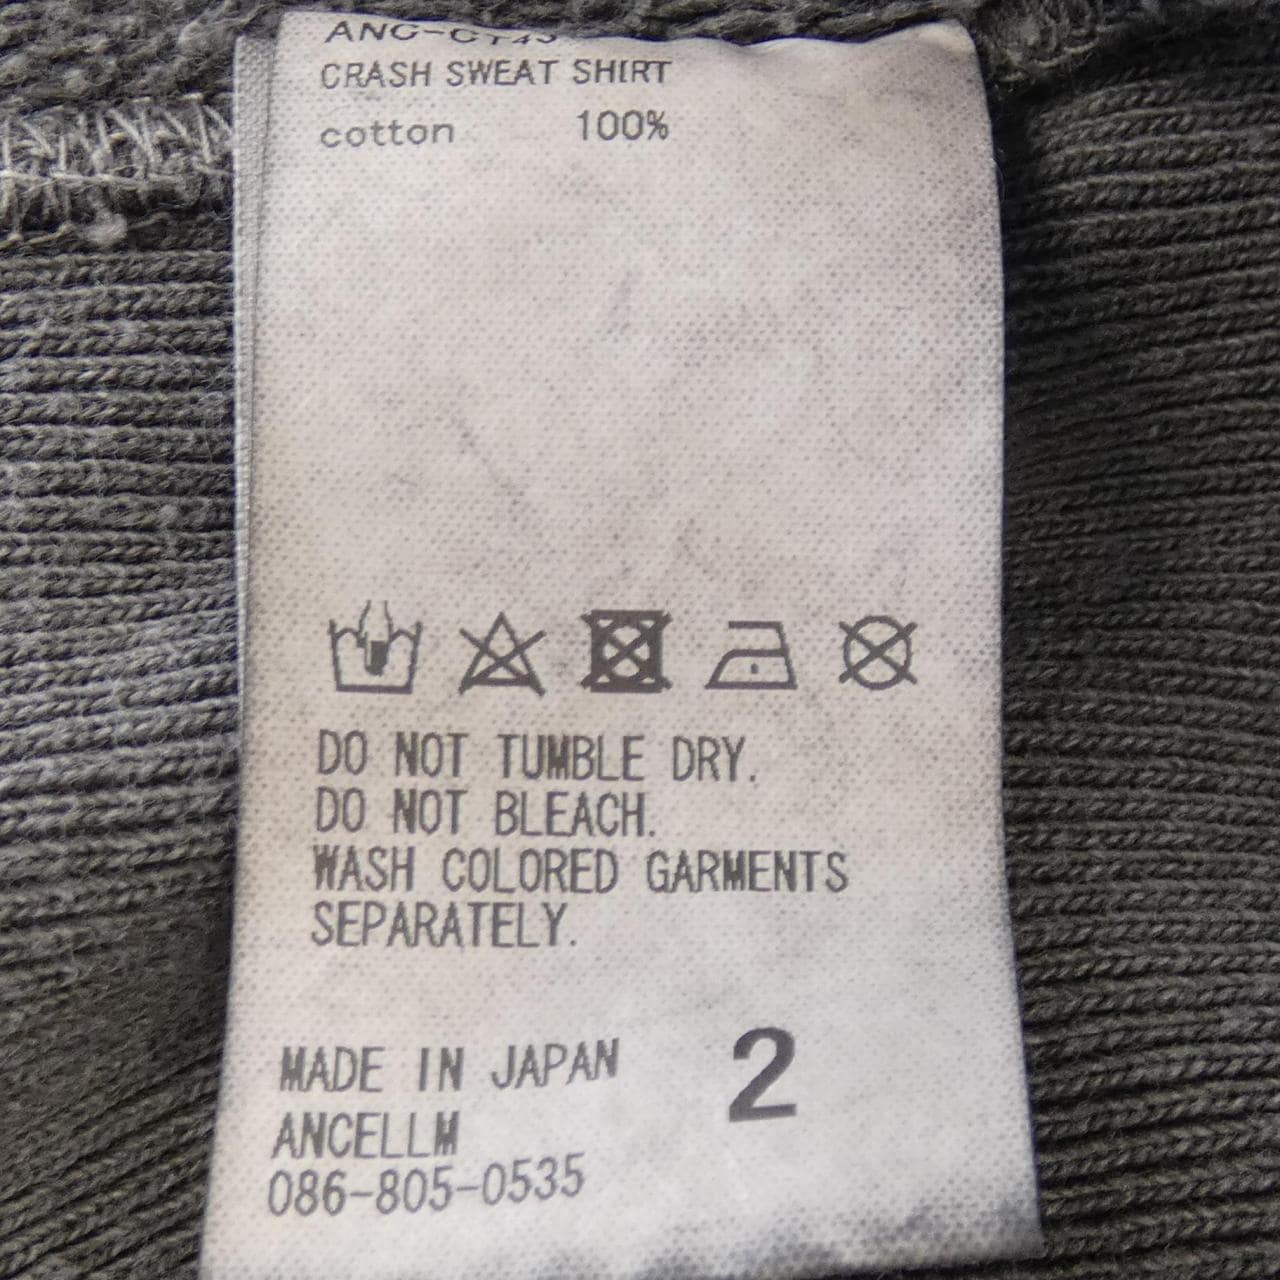 CRASH SWEAT SHIRT
cotton 100%
DO NOT TUMBLE DRY.
DO NOT BLEACH.
WASH COLORED GARMENTS
SEPARATELY.
MADE IN JAPAN
2
ANCELLM
086-805-0535